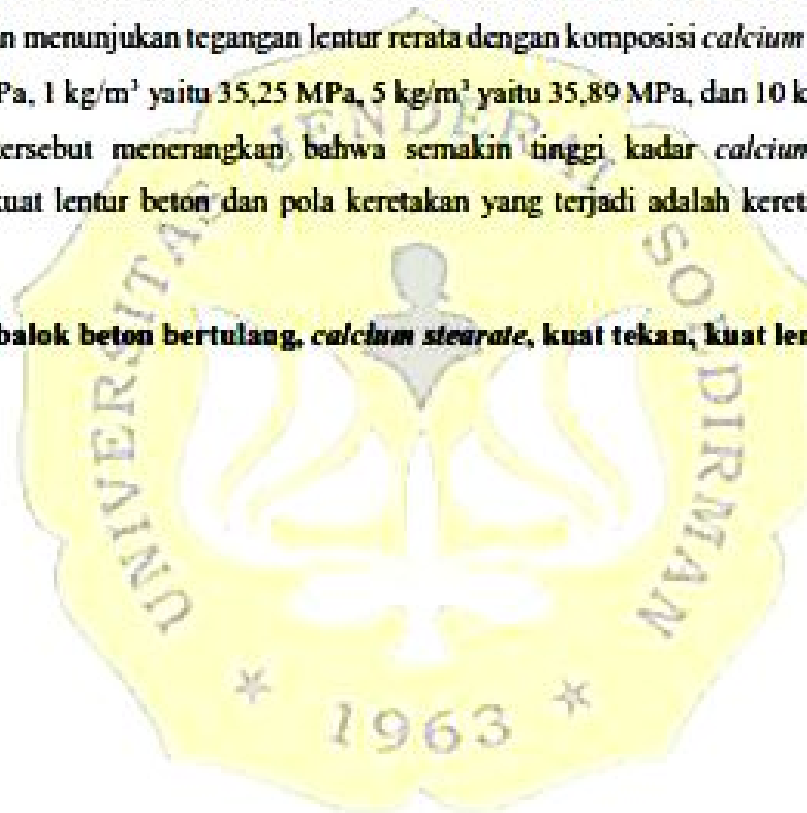 n menunjukan tegangan lentur rerata dengan komposisi calcium
Pa, 1 kg/m³ yaitu 35,25 MPa, 5 kg/m³ yaitu 35,89 MPa, dan 10 k
ersebut menerangkan bahwa semakin tinggi kadar calcium
kuat lentur beton dan pola keretakan yang terjadi adalah keret
balok beton bertulang, calcium stearate, kuat tekan, kuat len
UNIVERSITAS JENDERAL SOEDIRMAN
1963